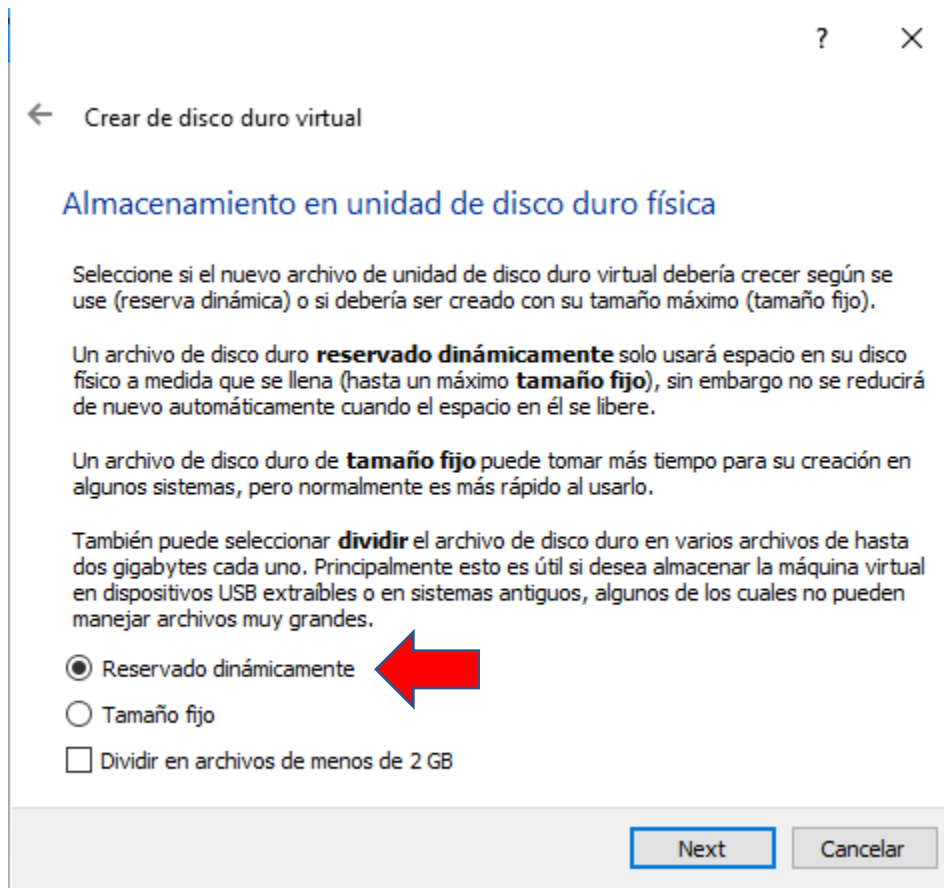 ?
Crear de disco duro virtual
Almacenamiento en unidad de disco duro física
Seleccione si el nuevo archivo de unidad de disco duro virtual debería crecer según se
use (reserva dinámica) o si debería ser creado con su tamaño máximo (tamaño fijo).
Un archivo de disco duro reservado dinámicamente solo usará espacio en su disco
físico a medida que se llena (hasta un máximo tamaño fijo), sin embargo no se reducirá
de nuevo automáticamente cuando el espacio en él se libere.
Un archivo de disco duro de tamaño fijo puede tomar más tiempo para su creación en
algunos sistemas, pero normalmente es más rápido al usarlo.
También puede seleccionar dividir el archivo de disco duro en varios archivos de hasta
dos gigabytes cada uno. Principalmente esto es útil si desea almacenar la máquina virtual
en dispositivos USB extraíbles o en sistemas antiguos, algunos de los cuales no pueden
manejar archivos muy grandes.
Reservado dinámicamente
Tamaño fijo
Dividir en archivos de menos de 2 GB
Next Cancelar